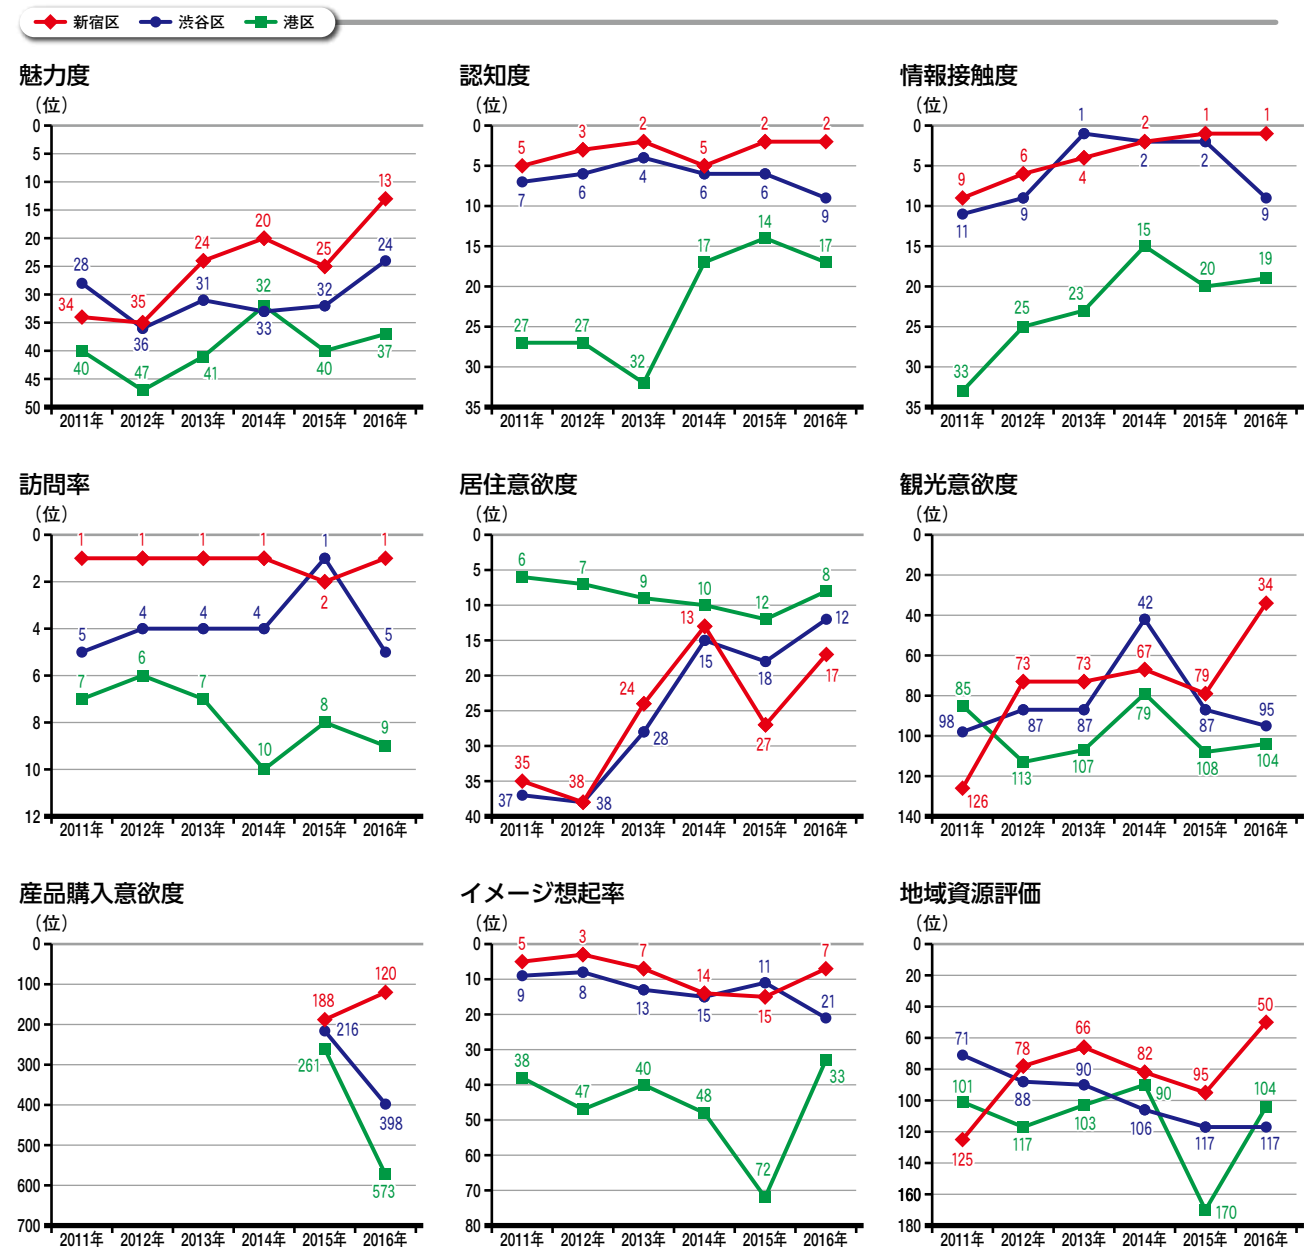 新宿区 渋谷区 港区
魅力度
（位）
0
5
10
15
20
25
30
35
40
45
50
34 35 24 20 25 13
28 36 31 33 32 24
40 47 41 32 40 37
2011年 2012年 2013年 2014年 2015年 2016年
認知度
（位）
0
5
10
15
20
25
30
35
5 3 2 5 2 2
7 6 4 6 6 9
27 27 32 17 14 17
2011年 2012年 2013年 2014年 2015年 2016年
情報接触度
（位）
0
5
10
15
20
25
30
35
9 6 4 2 1 1
11 9 1 2 2 9
33 25 23 15 20 19
2011年 2012年 2013年 2014年 2015年 2016年
訪問率
（位）
0
2
4
6
8
10
12
1 1 1 1 2 1
5 4 4 4 1 5
7 6 7 10 8 9
2011年 2012年 2013年 2014年 2015年 2016年
居住意欲度
（位）
0
5
10
15
20
25
30
35
40
6 7 9 10 12 8
35 38 24 13 27 17
37 38 28 15 18 12
2011年 2012年 2013年 2014年 2015年 2016年
観光意欲度
（位）
0
20
40
60
80
100
120
140
126 73 73 67 79 34
98 87 87 42 87 95
85 113 107 79 108 104
2011年 2012年 2013年 2014年 2015年 2016年
産品購入意欲度
（位）
0
100
200
300
400
500
600
700
188 120
216 398
261 573
2011年 2012年 2013年 2014年 2015年 2016年
イメージ想起率
（位）
0
10
20
30
40
50
60
70
80
5 3 7 14 15 7
9 8 13 15 11 21
38 47 40 48 72 33
2011年 2012年 2013年 2014年 2015年 2016年
地域資源評価
（位）
0
20
40
60
80
100
120
140
160
180
125 78 66 82 95 50
71 88 90 106 117 117
101 117 103 90 170 104
2011年 2012年 2013年 2014年 2015年 2016年